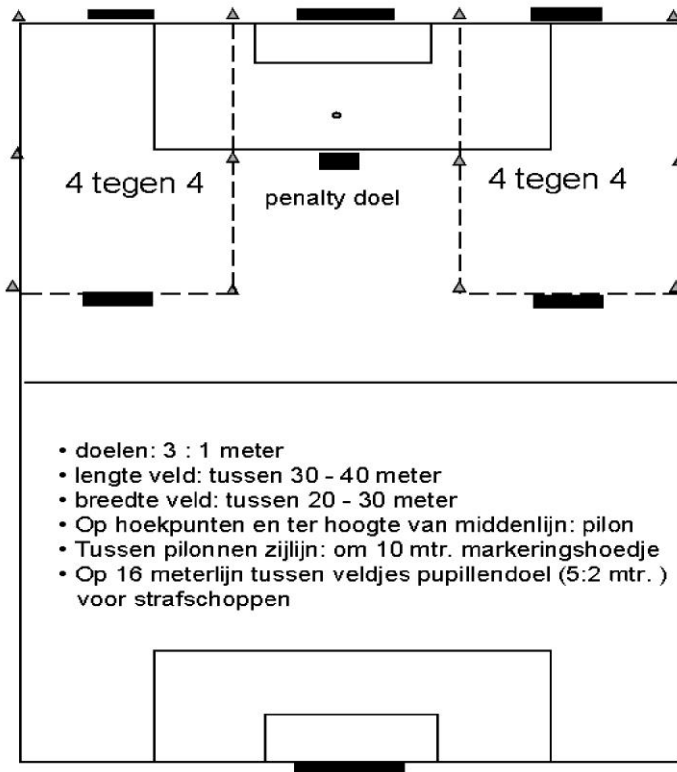 4 tegen 4
penalty doel
4 tegen 4
• doelen: 3 : 1 meter
• lengte veld: tussen 30 - 40 meter
• breedte veld: tussen 20 - 30 meter
• Op hoekpunten en ter hoogte van middenlijn: pilon
• Tussen pilonnen zijlijn: om 10 mtr. markeringshoedje
• Op 16 meterlijn tussen veldjes pupillendoel (5:2 mtr. )
voor strafschoppen